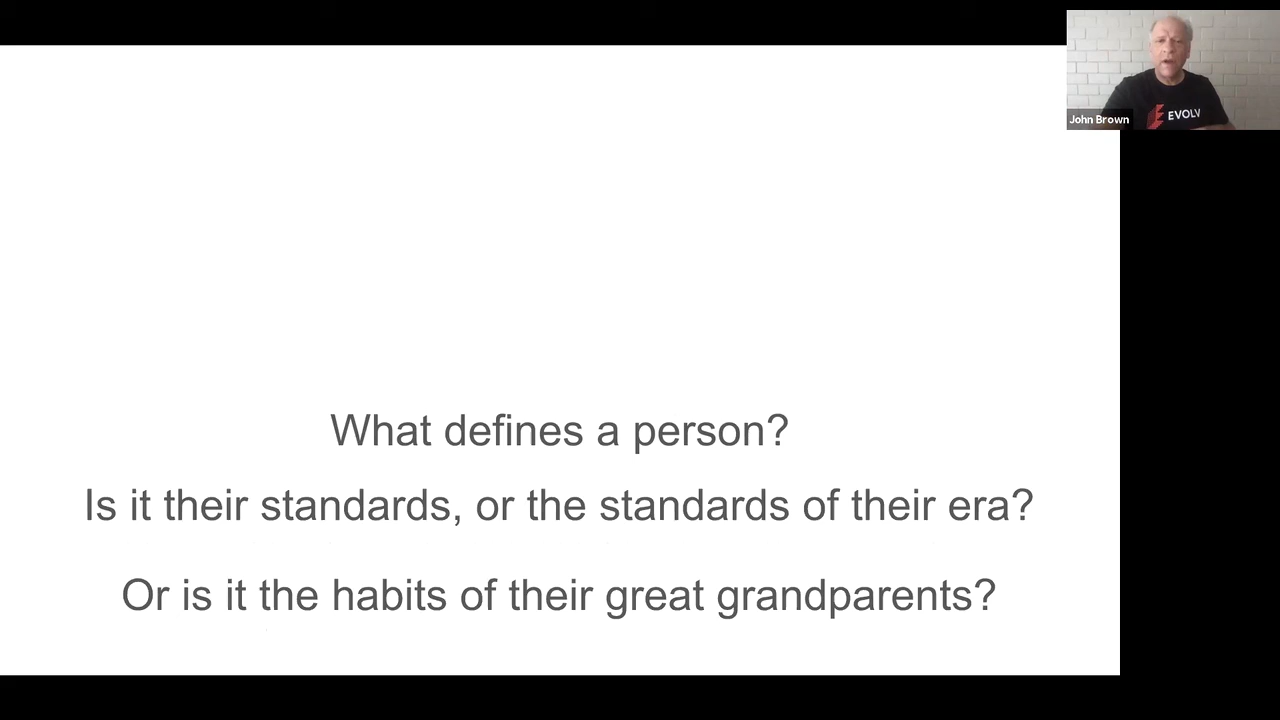 What defines a person?
Is it their standards, or the standards of their era?
Or is it the habits of their great grandparents?
EVOLV
John Brown